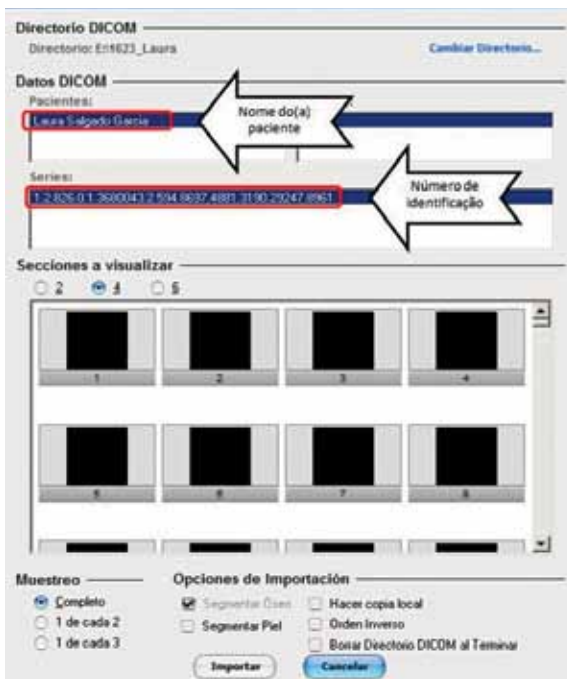 Directorio DICOM
Directorio: E:\1623_Laura
Cambiar Directorio...
Datos DICOM
Pacientes:
Laura Salgado Garcia
Nome do(a)
paciente
Series:
Número de
identificação
Secciones a visualizar
2 4 6
1 2 3 4
5 6 7 8
Muestreo
Completo
1 de cada 2
1 de cada 3
Opciones de Importación
Segmentar Óseo
Segmentar Piel
Hacer copia local
Orden Inverso
Borrar Directorio DICOM al Terminar
Importar
Cancelar